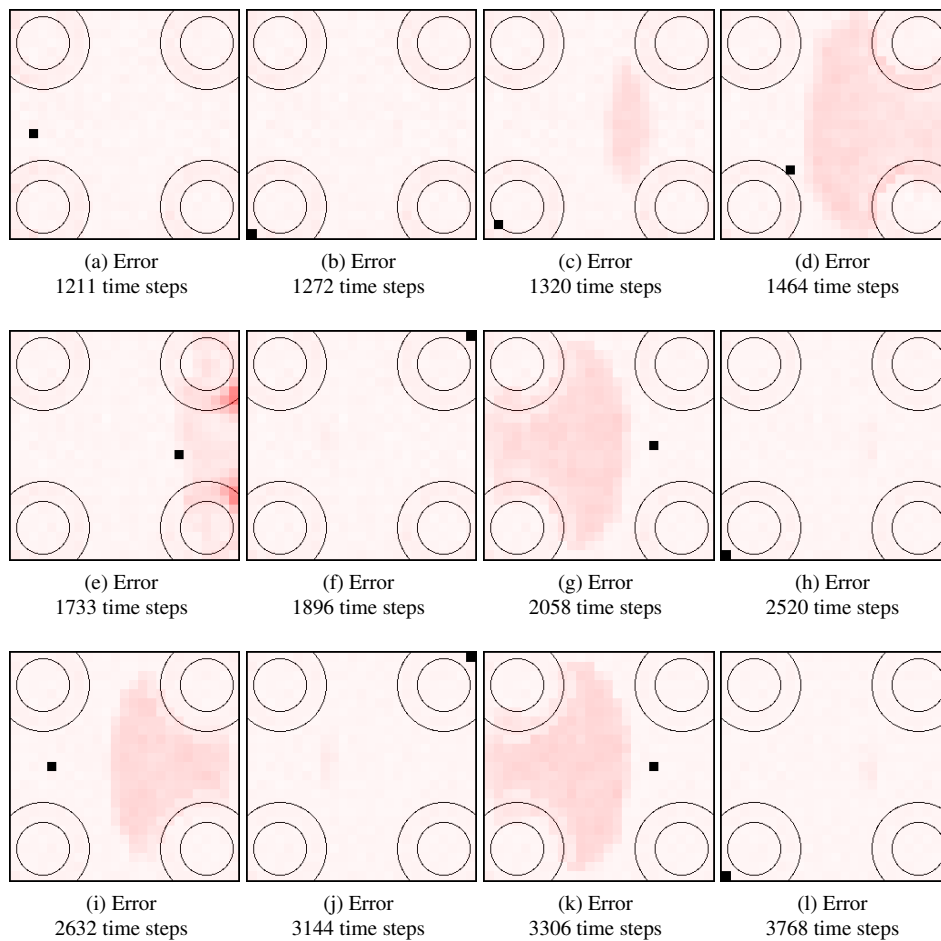 (a) Error
1211 time steps
(b) Error
1272 time steps
(c) Error
1320 time steps
(d) Error
1464 time steps
(e) Error
1733 time steps
(f) Error
1896 time steps
(g) Error
2058 time steps
(h) Error
2520 time steps
(i) Error
2632 time steps
(j) Error
3144 time steps
(k) Error
3306 time steps
(l) Error
3768 time steps